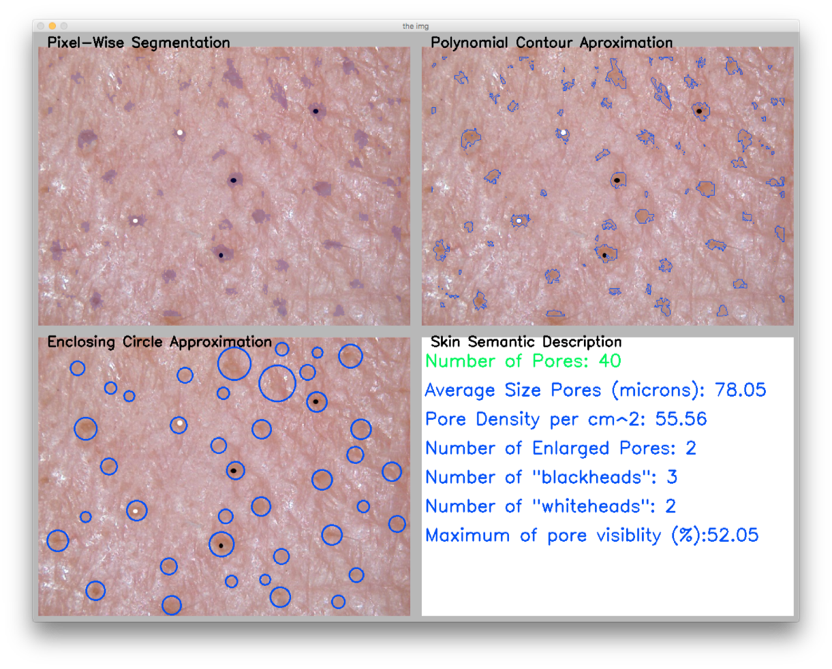 the img
Pixel-Wise Segmentation
Polynomial Contour Aproximation
Enclosing Circle Approximation
Skin Semantic Description
Number of Pores: 40
Average Size Pores (microns): 78.05
Pore Density per cm^2: 55.56
Number of Enlarged Pores: 2
Number of "blackheads": 3
Number of "whiteheads": 2
Maximum of pore visiblity (%):52.05